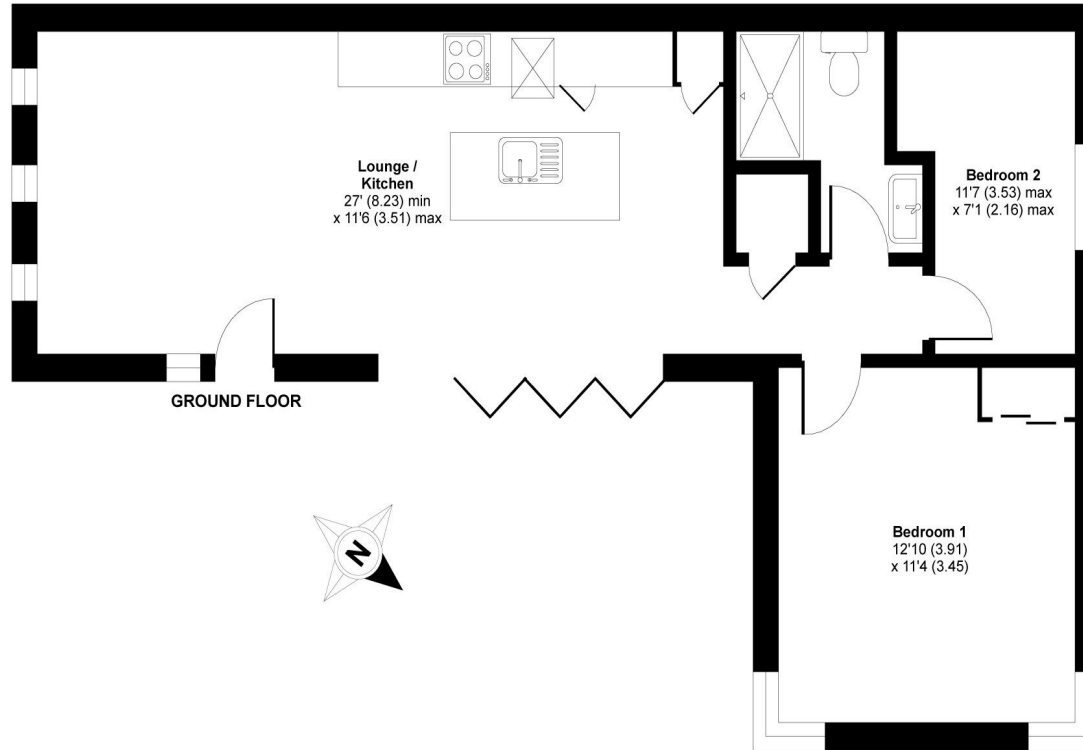 Lounge /
Kitchen
27' (8.23) min
x 11'6 (3.51) max
Bedroom 2
11'7 (3.53) max
x 7'1 (2.16) max
GROUND FLOOR
N
Bedroom 1
12'10 (3.91)
x 11'4 (3.45)